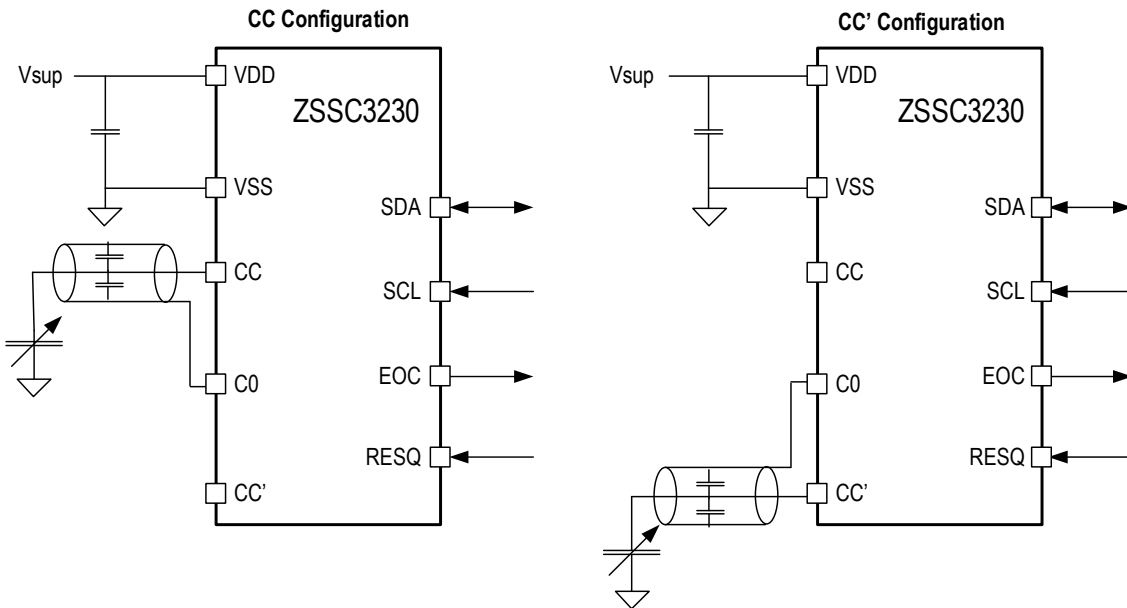 CC Configuration
Vsup
VDD
ZSSC3230
VSS
SDA
CC
SCL
C0
EOC
RESQ
CC’
CC’ Configuration
Vsup
VDD
ZSSC3230
VSS
SDA
CC
SCL
C0
EOC
RESQ
CC’